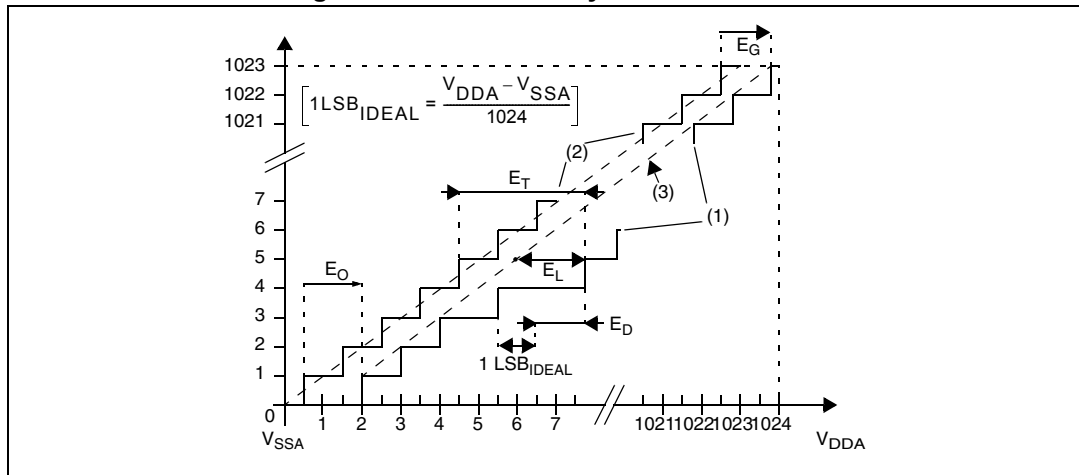 E_G
1023
1022
1021
[1LSB_IDEAL = (V_DDA – V_SSA) / 1024]
(2)
(3)
(1)
E_T
7
6
5
4
3
2
1
0
E_O
E_L
E_D
1 LSB_IDEAL
1 2 3 4 5 6 7 1021 1022 1023 1024
V_SSA
V_DDA